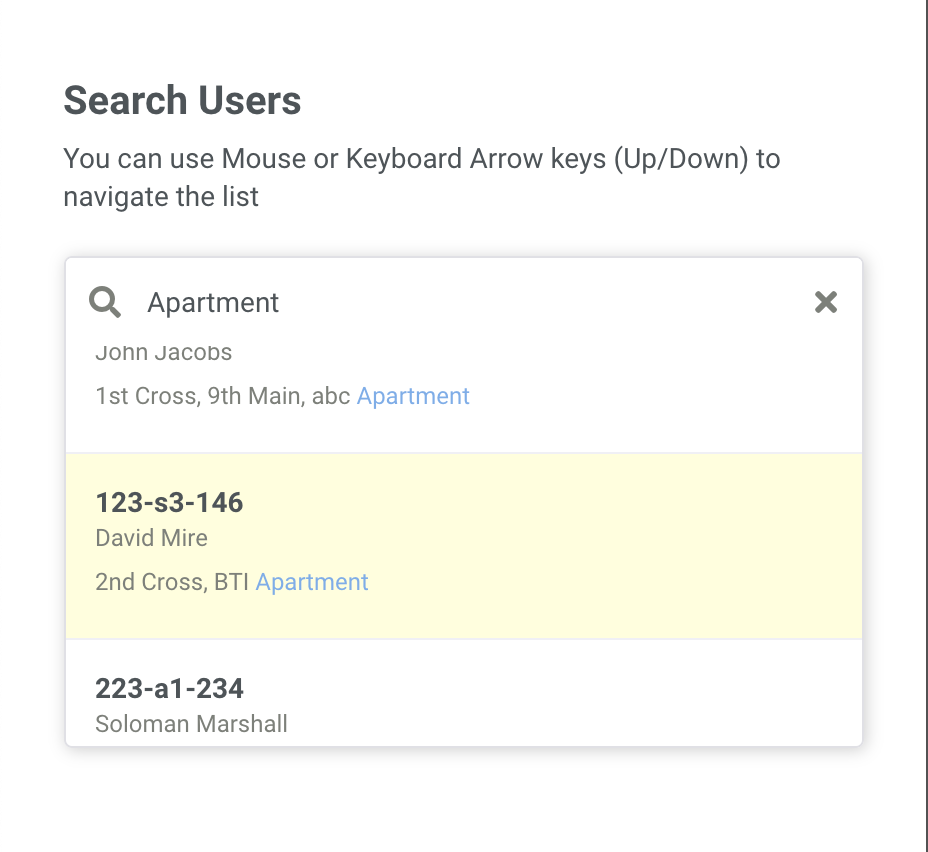 Search Users
You can use Mouse or Keyboard Arrow keys (Up/Down) to
navigate the list
Apartment
John Jacobs
1st Cross, 9th Main, abc Apartment
123-s3-146
David Mire
2nd Cross, BTI Apartment
223-a1-234
Soloman Marshall